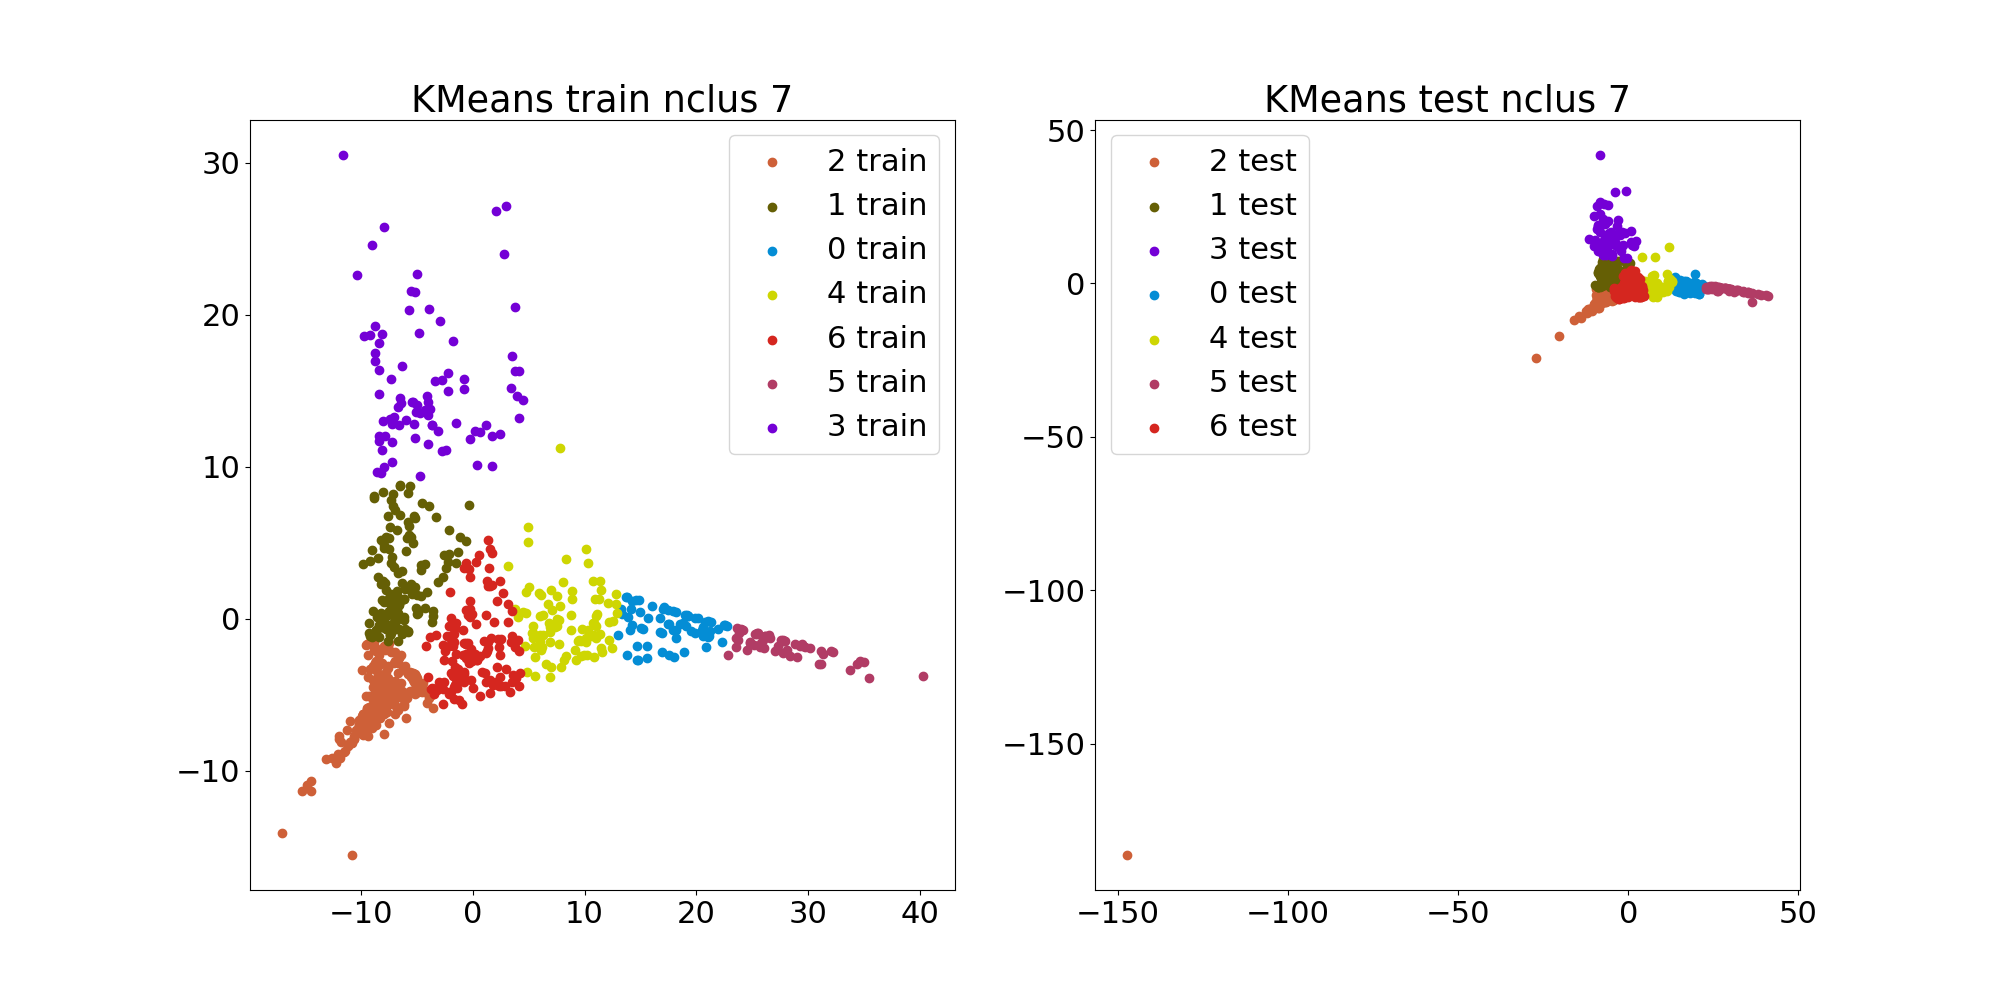 KMeans train nclus 7
30
20
10
0
−10
−10
0
10
20
30
40
2 train
1 train
0 train
4 train
6 train
5 train
3 train
KMeans test nclus 7
50
0
−50
−100
−150
−150
−100
−50
0
50
2 test
1 test
3 test
0 test
4 test
5 test
6 test